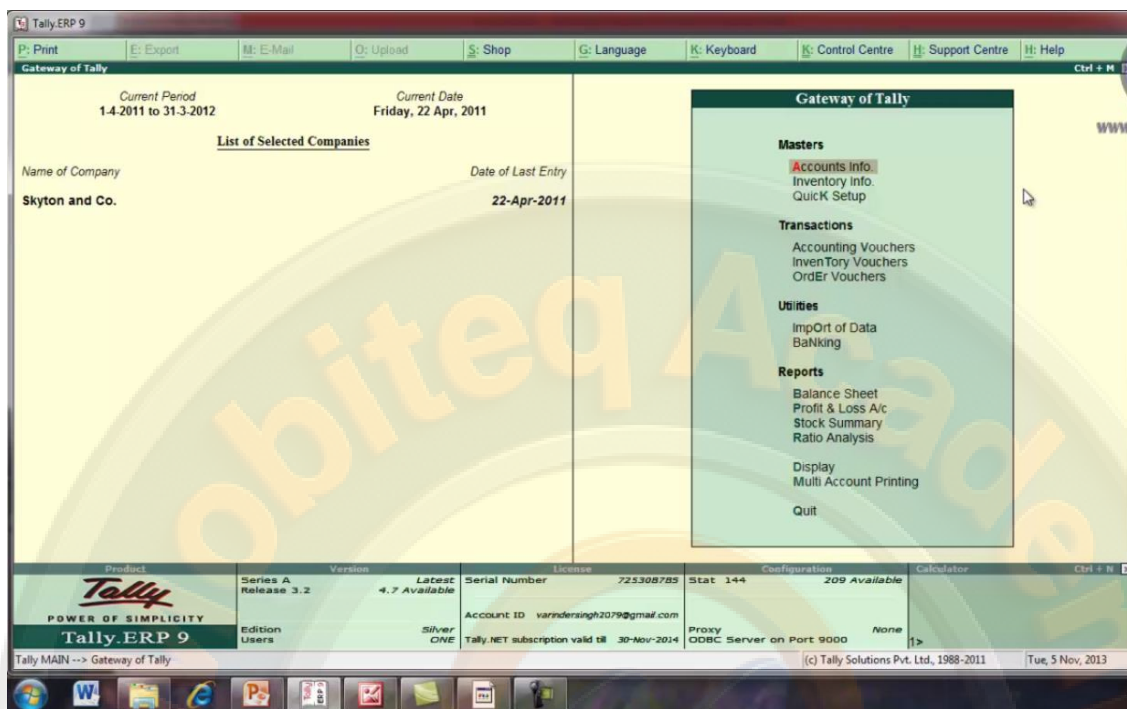 Tally.ERP 9
P: Print E: Export M: E-Mail O: Upload S: Shop G: Language K: Keyboard K: Control Centre H: Support Centre H: Help
Gateway of Tally Ctrl + M
Current Period Current Date
1-4-2011 to 31-3-2012 Friday, 22 Apr, 2011
List of Selected Companies
Name of Company Date of Last Entry
Skyton and Co. 22-Apr-2011
Gateway of Tally
www
Masters
Accounts Info.
Inventory Info.
QuicK Setup
Transactions
Accounting Vouchers
InvenTory Vouchers
OrdEr Vouchers
Utilities
ImpOrt of Data
BaNking
Reports
Balance Sheet
Profit & Loss A/c
Stock Summary
Ratio Analysis
Display
Multi Account Printing
Quit
obiteq Acade
Product Version License Configuration Calculator Ctrl + N
Tally
POWER OF SIMPLICITY
Tally.ERP 9
Series A Latest
Release 3.2 4.7 Available
Edition Silver
Users ONE
Serial Number 725308785
Account ID varindersingh2079@gmail.com
Tally.NET subscription valid till 30-Nov-2014
Stat 144 209 Available
Proxy None
ODBC Server on Port 9000
1>
Tally MAIN --> Gateway of Tally (c) Tally Solutions Pvt. Ltd., 1988-2011 Tue, 5 Nov, 2013